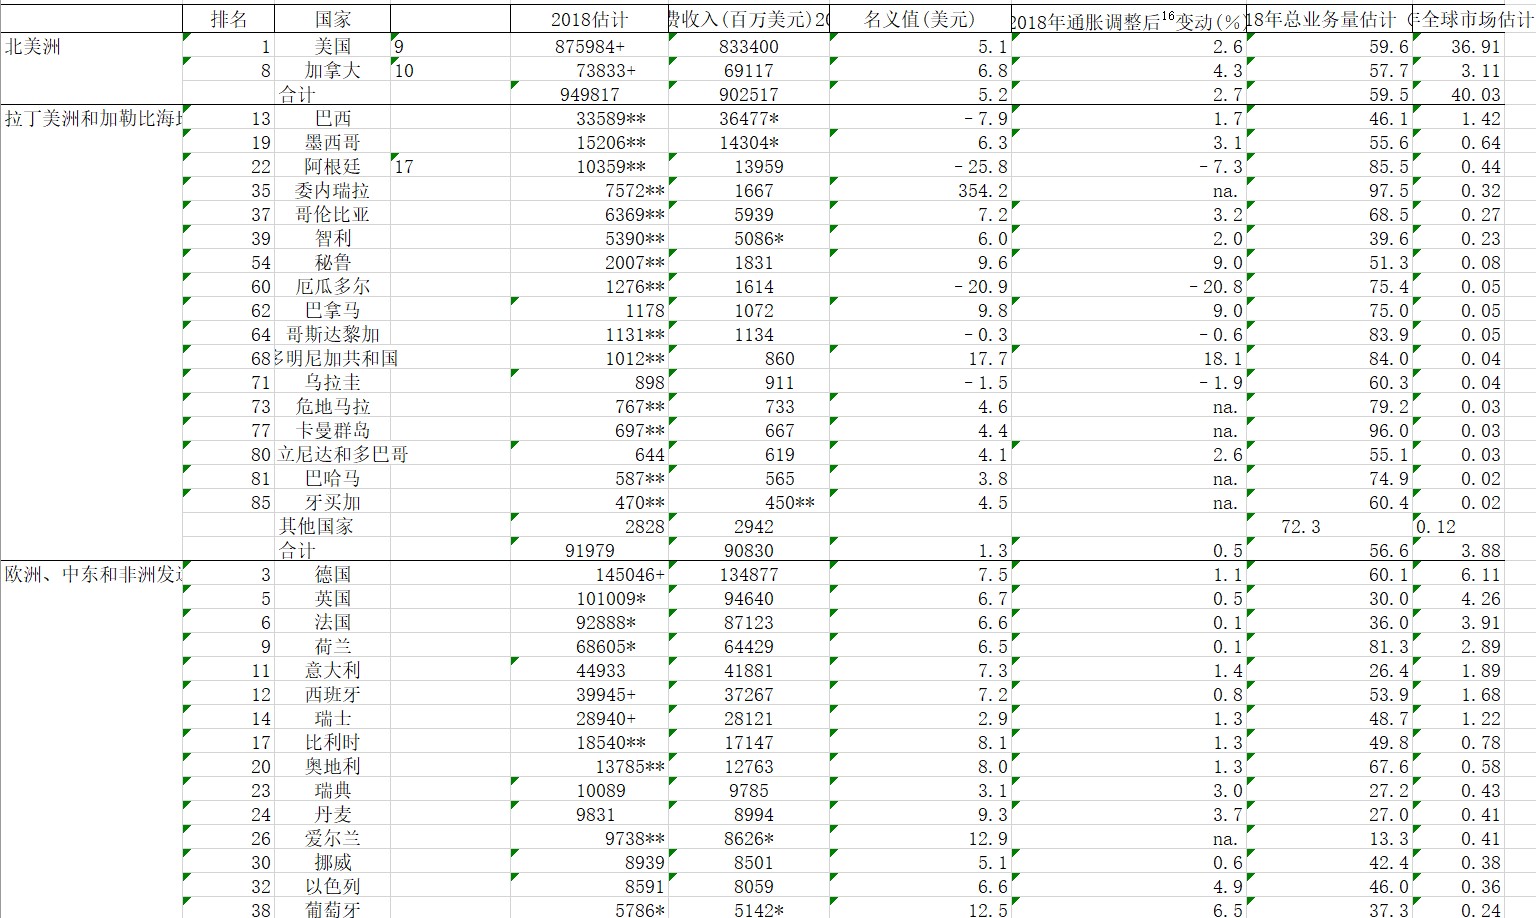 排名 国家 2018估计 费收入(百万美元)20 名义值(美元) 2018年通胀调整后16变动(%) 18年总业务量估计( 全球市场估计
北美洲 1 美国 9 875984+ 833400 5.1 2.6 59.6 36.91
8 加拿大 10 73833+ 69117 6.8 4.3 57.7 3.11
合计 949817 902517 5.2 2.7 59.5 40.03
拉丁美洲和加勒比海地 13 巴西 33589** 36477* -7.9 1.7 46.1 1.42
19 墨西哥 15206** 14304* 6.3 3.1 55.6 0.64
22 阿根廷 17 10359** 13959 -25.8 -7.3 85.5 0.44
35 委内瑞拉 7572** 1667 354.2 na. 97.5 0.32
37 哥伦比亚 6369** 5939 7.2 3.2 68.5 0.27
39 智利 5390** 5086* 6.0 2.0 39.6 0.23
54 秘鲁 2007** 1831 9.6 9.0 51.3 0.08
60 厄瓜多尔 1276** 1614 -20.9 -20.8 75.4 0.05
62 巴拿马 1178 1072 9.8 9.0 75.0 0.05
64 哥斯达黎加 1131** 1134 -0.3 -0.6 83.9 0.05
68 多明尼加共和国 1012** 860 17.7 18.1 84.0 0.04
71 乌拉圭 898 911 -1.5 -1.9 60.3 0.04
73 危地马拉 767** 733 4.6 na. 79.2 0.03
77 卡曼群岛 697** 667 4.4 na. 96.0 0.03
80 立尼达和多巴哥 644 619 4.1 2.6 55.1 0.03
81 巴哈马 587** 565 3.8 na. 74.9 0.02
85 牙买加 470** 450** 4.5 na. 60.4 0.02
其他国家 2828 2942 72.3 0.12
合计 91979 90830 1.3 0.5 56.6 3.88
欧洲、中东和非洲发达 3 德国 145046+ 134877 7.5 1.1 60.1 6.11
5 英国 101009* 94640 6.7 0.5 30.0 4.26
6 法国 92888* 87123 6.6 0.1 36.0 3.91
9 荷兰 68605* 64429 6.5 0.1 81.3 2.89
11 意大利 44933 41881 7.3 1.4 26.4 1.89
12 西班牙 39945+ 37267 7.2 0.8 53.9 1.68
14 瑞士 28940+ 28121 2.9 1.3 48.7 1.22
17 比利时 18540** 17147 8.1 1.3 49.8 0.78
20 奥地利 13785** 12763 8.0 1.3 67.6 0.58
23 瑞典 10089 9785 3.1 3.0 27.2 0.43
24 丹麦 9831 8994 9.3 3.7 27.0 0.41
26 爱尔兰 9738** 8626* 12.9 na. 13.3 0.41
30 挪威 8939 8501 5.1 0.6 42.4 0.38
32 以色列 8591 8059 6.6 4.9 46.0 0.36
38 葡萄牙 5786* 5142* 12.5 6.5 37.3 0.24